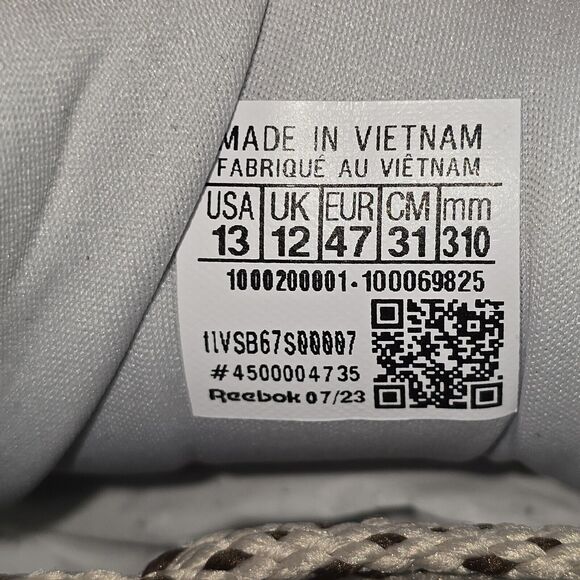 MADE IN VIETNAM
FABRIQUÉ AU VIÊTNAM
USA UK EUR CM mm
13 12 47 31 310
1000200001-100069825
11VSB67S00007
#4500004735
Reebok 07/23